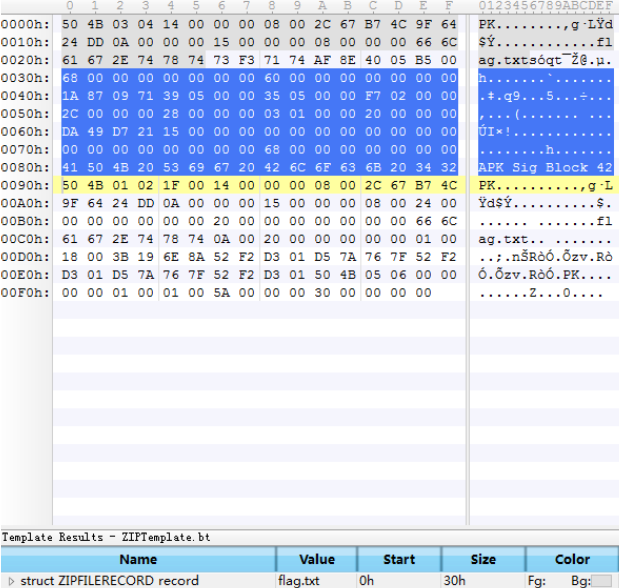 0 1 2 3 4 5 6 7 8 9 A B C D E F 0123456789ABCDEF
0000h: 50 4B 03 04 14 00 00 00 08 00 2C 67 B7 4C 9F 64 PK........,g·LŸd
0010h: 24 DD 0A 00 00 00 15 00 00 00 08 00 00 00 66 6C $Ý............fl
0020h: 61 67 2E 74 78 74 73 F3 71 74 AF 8E 40 05 B5 00 ag.txtsóqt¯Ž@.µ.
0030h: 68 00 00 00 00 00 00 00 60 00 00 00 00 00 00 00 h.......`.......
0040h: 1A 87 09 71 39 05 00 00 35 05 00 00 F7 02 00 00 .‡.q9...5...÷...
0050h: 2C 00 00 00 28 00 00 00 03 01 00 00 20 00 00 00 ,...(....... ...
0060h: DA 49 D7 21 15 00 00 00 00 00 00 00 00 00 00 00 ÚI×!............
0070h: 00 00 00 00 00 00 00 00 68 00 00 00 00 00 00 00 ........h.......
0080h: 41 50 4B 20 53 69 67 20 42 6C 6F 63 6B 20 34 32 APK Sig Block 42
0090h: 50 4B 01 02 1F 00 14 00 00 00 08 00 2C 67 B7 4C PK..........,g·L
00A0h: 9F 64 24 DD 0A 00 00 00 15 00 00 00 08 00 24 00 Ÿd$Ý..........$.
00B0h: 00 00 00 00 00 00 20 00 00 00 00 00 00 00 66 6C ...... .......fl
00C0h: 61 67 2E 74 78 74 0A 00 20 00 00 00 00 00 01 00 ag.txt.. .......
00D0h: 18 00 3B 19 6E 8A 52 F2 D3 01 D5 7A 76 7F 52 F2 ..;.nŠRòÓ.Õzv.Rò
00E0h: D3 01 D5 7A 76 7F 52 F2 D3 01 50 4B 05 06 00 00 Ó.Õzv.RòÓ.PK....
00F0h: 00 00 01 00 01 00 5A 00 00 00 30 00 00 00 00 00 ......Z...0.....
Template Results - ZIPTemplate.bt
Name Value Start Size Color
struct ZIPFILERECORD record flag.txt 0h 30h Fg: Bg: